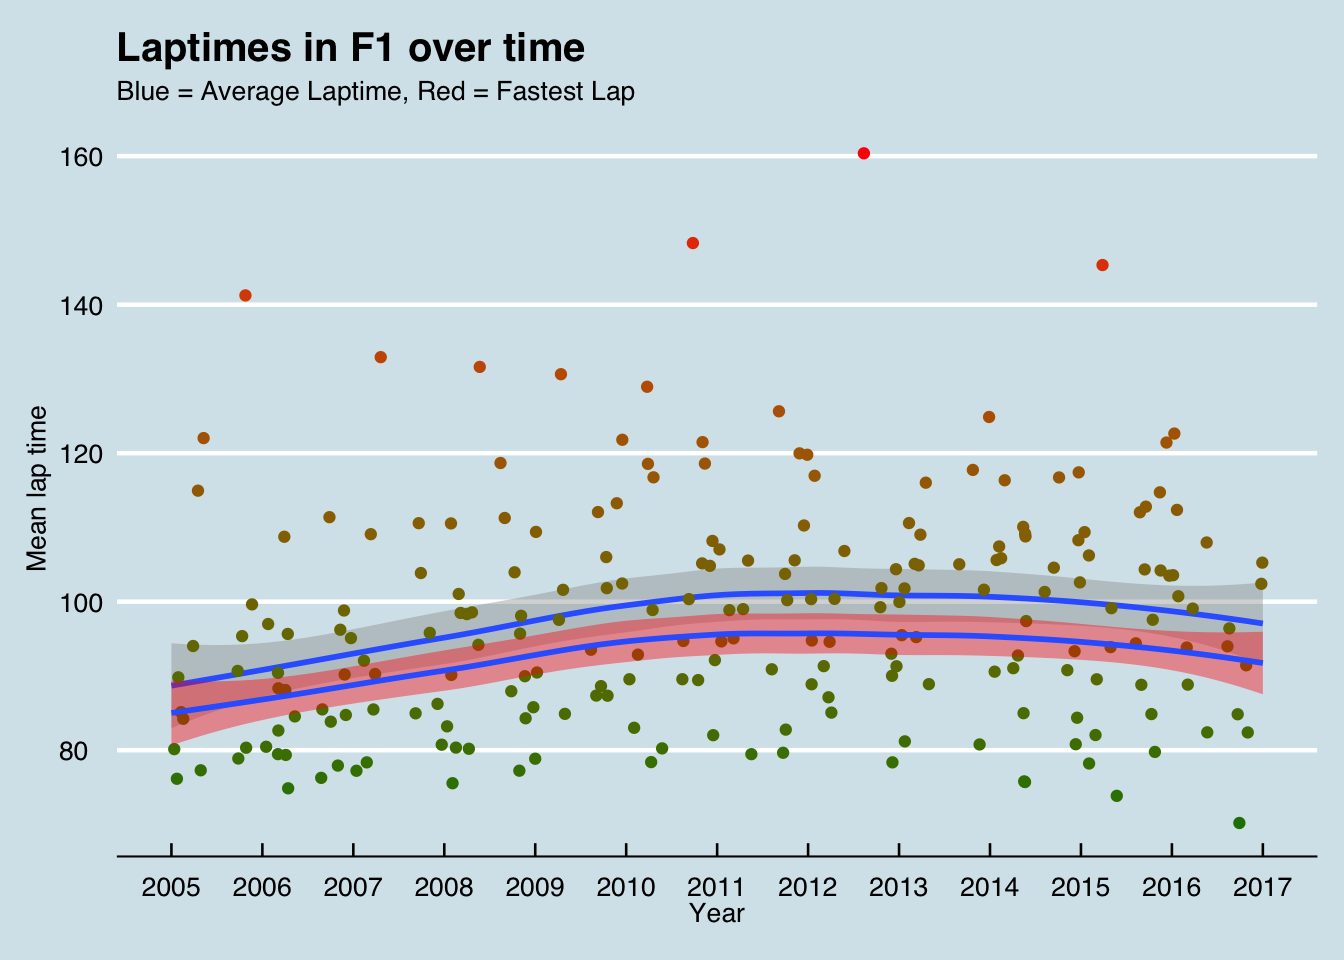 Laptimes in F1 over time
Blue = Average Laptime, Red = Fastest Lap
Mean lap time
160
140
120
100
80
2005 2006 2007 2008 2009 2010 2011 2012 2013 2014 2015 2016 2017
Year